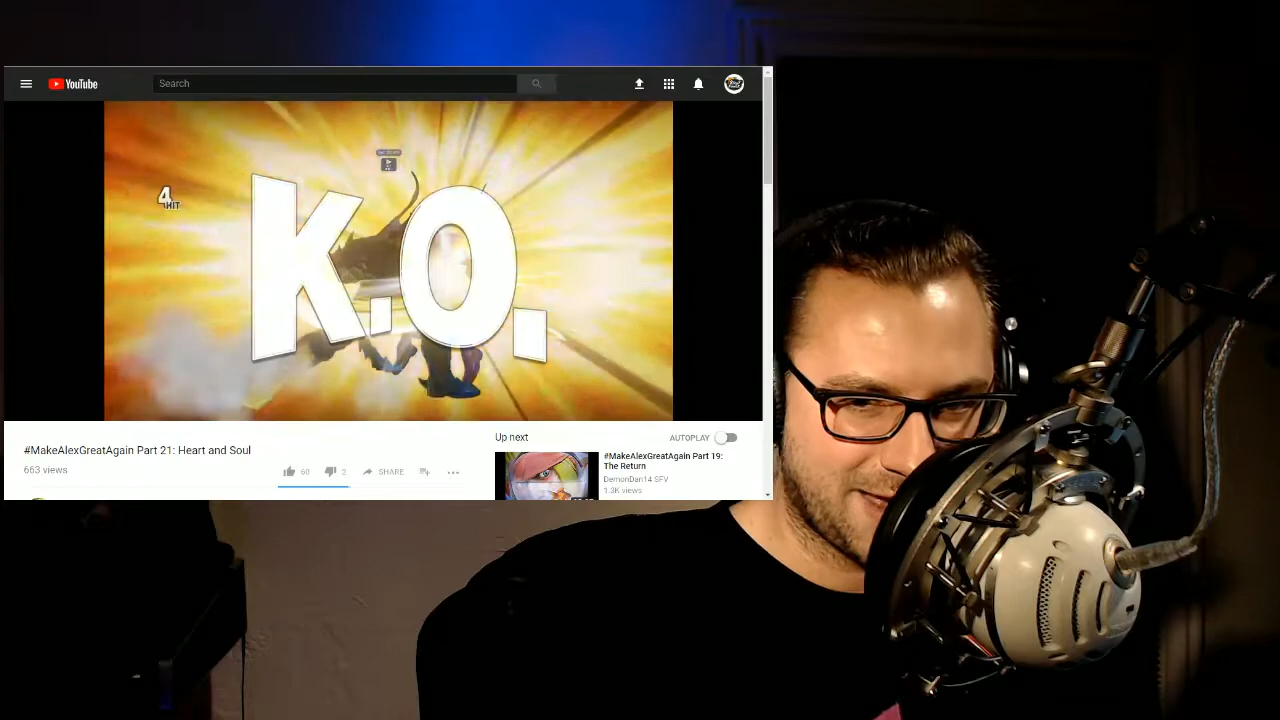 YouTube
Search
4
HIT
K.O.
#MakeAlexGreatAgain Part 21: Heart and Soul
663 views
60
2
SHARE
Up next
AUTOPLAY
#MakeAlexGreatAgain Part 19:
The Return
DemonDan14 SFV
1.3K views